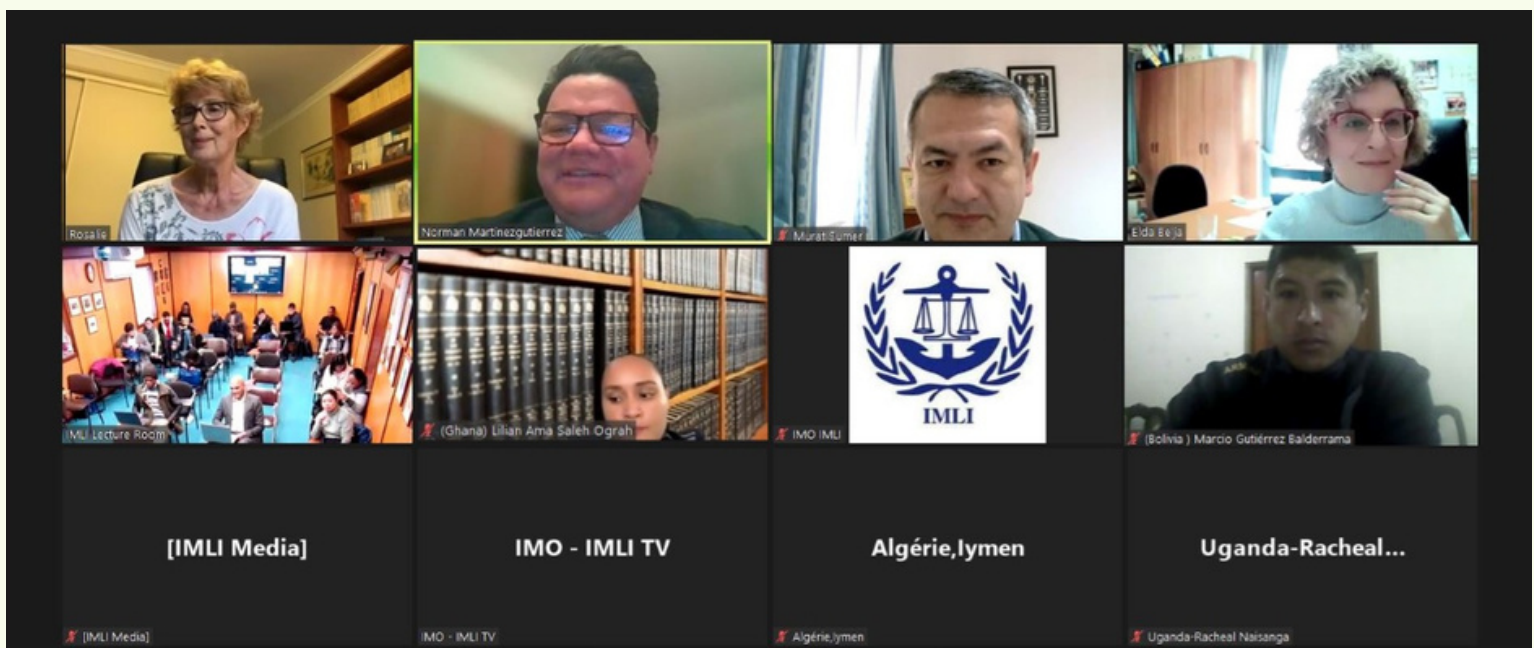 Rosalie
Norman Martinezgutierrez
Murat Sumer
Elda Belja
IMLI Lecture Room
(Ghana) Lilian Ama Saleh Ograh
IMLI
IMO IMLI
(Bolivia ) Marcio Gutiérrez Balderrama
[IMLI Media]
IMO - IMLI TV
Algérie,Iymen
Uganda-Racheal...
[IMLI Media]
IMO - IMLI TV
Algérie,Iymen
Uganda-Racheal Naisanga